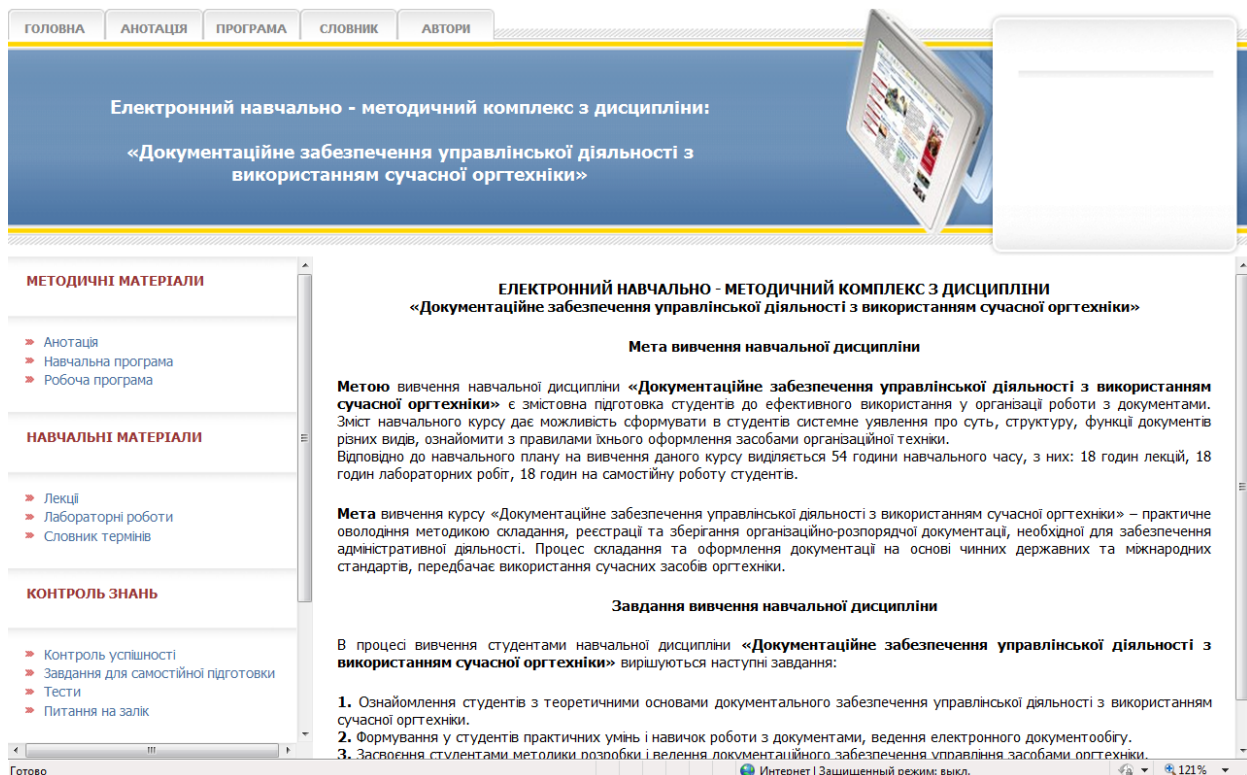 ГОЛОВНА АНОТАЦІЯ ПРОГРАМА СЛОВНИК АВТОРИ
Електронний навчально - методичний комплекс з дисципліни:
«Документаційне забезпечення управлінської діяльності з
використанням сучасної оргтехніки»
МЕТОДИЧНІ МАТЕРІАЛИ
Анотація
Навчальна програма
Робоча програма
НАВЧАЛЬНІ МАТЕРІАЛИ
Лекції
Лабораторні роботи
Словник термінів
КОНТРОЛЬ ЗНАНЬ
Контроль успішності
Завдання для самостійної підготовки
Тести
Питання на залік
ЕЛЕКТРОННИЙ НАВЧАЛЬНО - МЕТОДИЧНИЙ КОМПЛЕКС З ДИСЦИПЛІНИ
«Документаційне забезпечення управлінської діяльності з використанням сучасної оргтехніки»
Мета вивчення навчальної дисципліни
Метою вивчення навчальної дисципліни «Документаційне забезпечення управлінської діяльності з використанням
сучасної оргтехніки» є змістовна підготовка студентів до ефективного використання у організації роботи з документами.
Зміст навчального курсу дає можливість сформувати в студентів системне уявлення про суть, структуру, функції документів
різних видів, ознайомити з правилами їхнього оформлення засобами організаційної техніки.
Відповідно до навчального плану на вивчення даного курсу виділяється 54 години навчального часу, з них: 18 годин лекцій, 18
годин лабораторних робіт, 18 годин на самостійну роботу студентів.
Мета вивчення курсу «Документаційне забезпечення управлінської діяльності з використанням сучасної оргтехніки» – практичне
оволодіння методикою складання, реєстрації та зберігання організаційно-розпорядчої документації, необхідної для забезпечення
адміністративної діяльності. Процес складання та оформлення документації на основі чинних державних та міжнародних
стандартів, передбачає використання сучасних засобів оргтехніки.
Завдання вивчення навчальної дисципліни
В процесі вивчення студентами навчальної дисципліни «Документаційне забезпечення управлінської діяльності з
використанням сучасної оргтехніки» вирішуються наступні завдання:
1. Ознайомлення студентів з теоретичними основами документального забезпечення управлінської діяльності з використанням
сучасної оргтехніки.
2. Формування у студентів практичних умінь і навичок роботи з документами, ведення електронного документообігу.
3. Засвоєння студентами методики розробки і ведення документаційного забезпечення управління засобами оргтехніки.
Готово Интернет | Защищенный режим: выкл. 121%